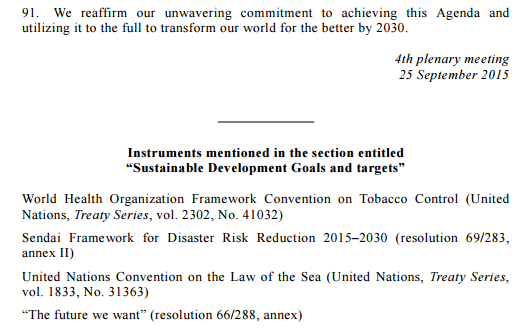 91. We reaffirm our unwavering commitment to achieving this Agenda and
utilizing it to the full to transform our world for the better by 2030.
4th plenary meeting
25 September 2015
Instruments mentioned in the section entitled
“Sustainable Development Goals and targets”
World Health Organization Framework Convention on Tobacco Control (United
Nations, Treaty Series, vol. 2302, No. 41032)
Sendai Framework for Disaster Risk Reduction 2015–2030 (resolution 69/283,
annex II)
United Nations Convention on the Law of the Sea (United Nations, Treaty Series,
vol. 1833, No. 31363)
“The future we want” (resolution 66/288, annex)